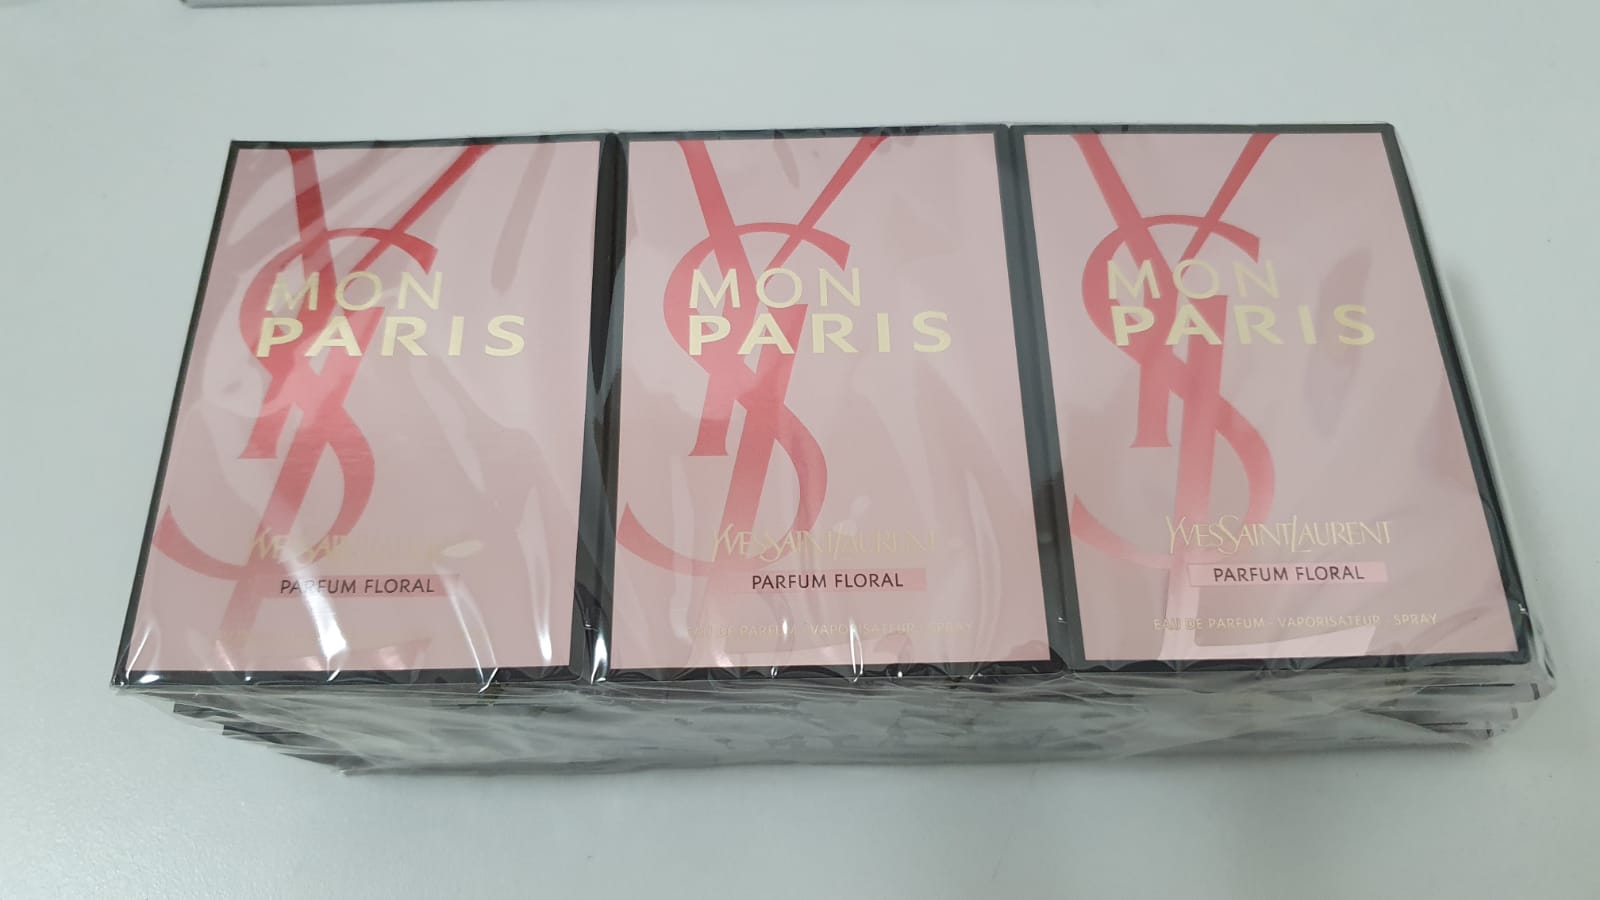 MON
PARIS
YVESSAINTLAURENT
PARFUM FLORAL
MON
PARIS
YVESSAINTLAURENT
PARFUM FLORAL
EAU DE PARFUM - VAPORISATEUR - SPRAY
MON
PARIS
YVESSAINTLAURENT
PARFUM FLORAL
EAU DE PARFUM - VAPORISATEUR - SPRAY